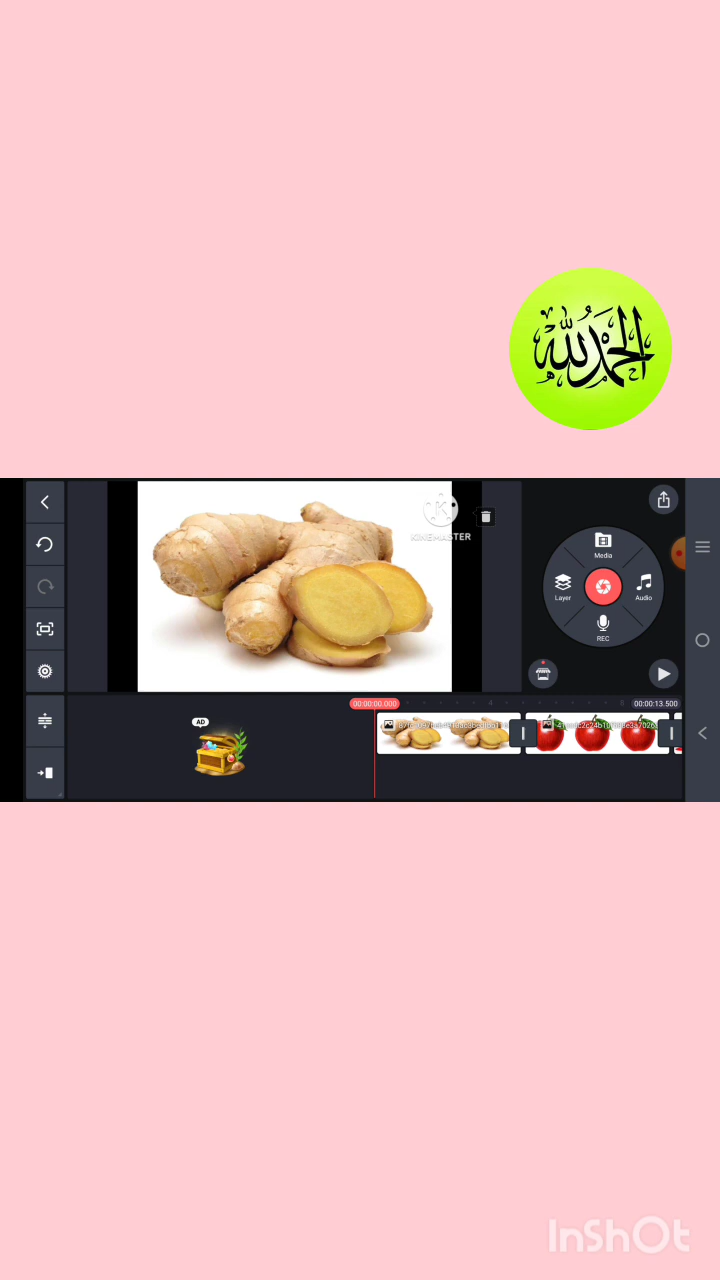 الحمد لله
KINEMASTER
Media
Layer
Audio
REC
00:00:00.000
00:00:13.500
AD
InShOt